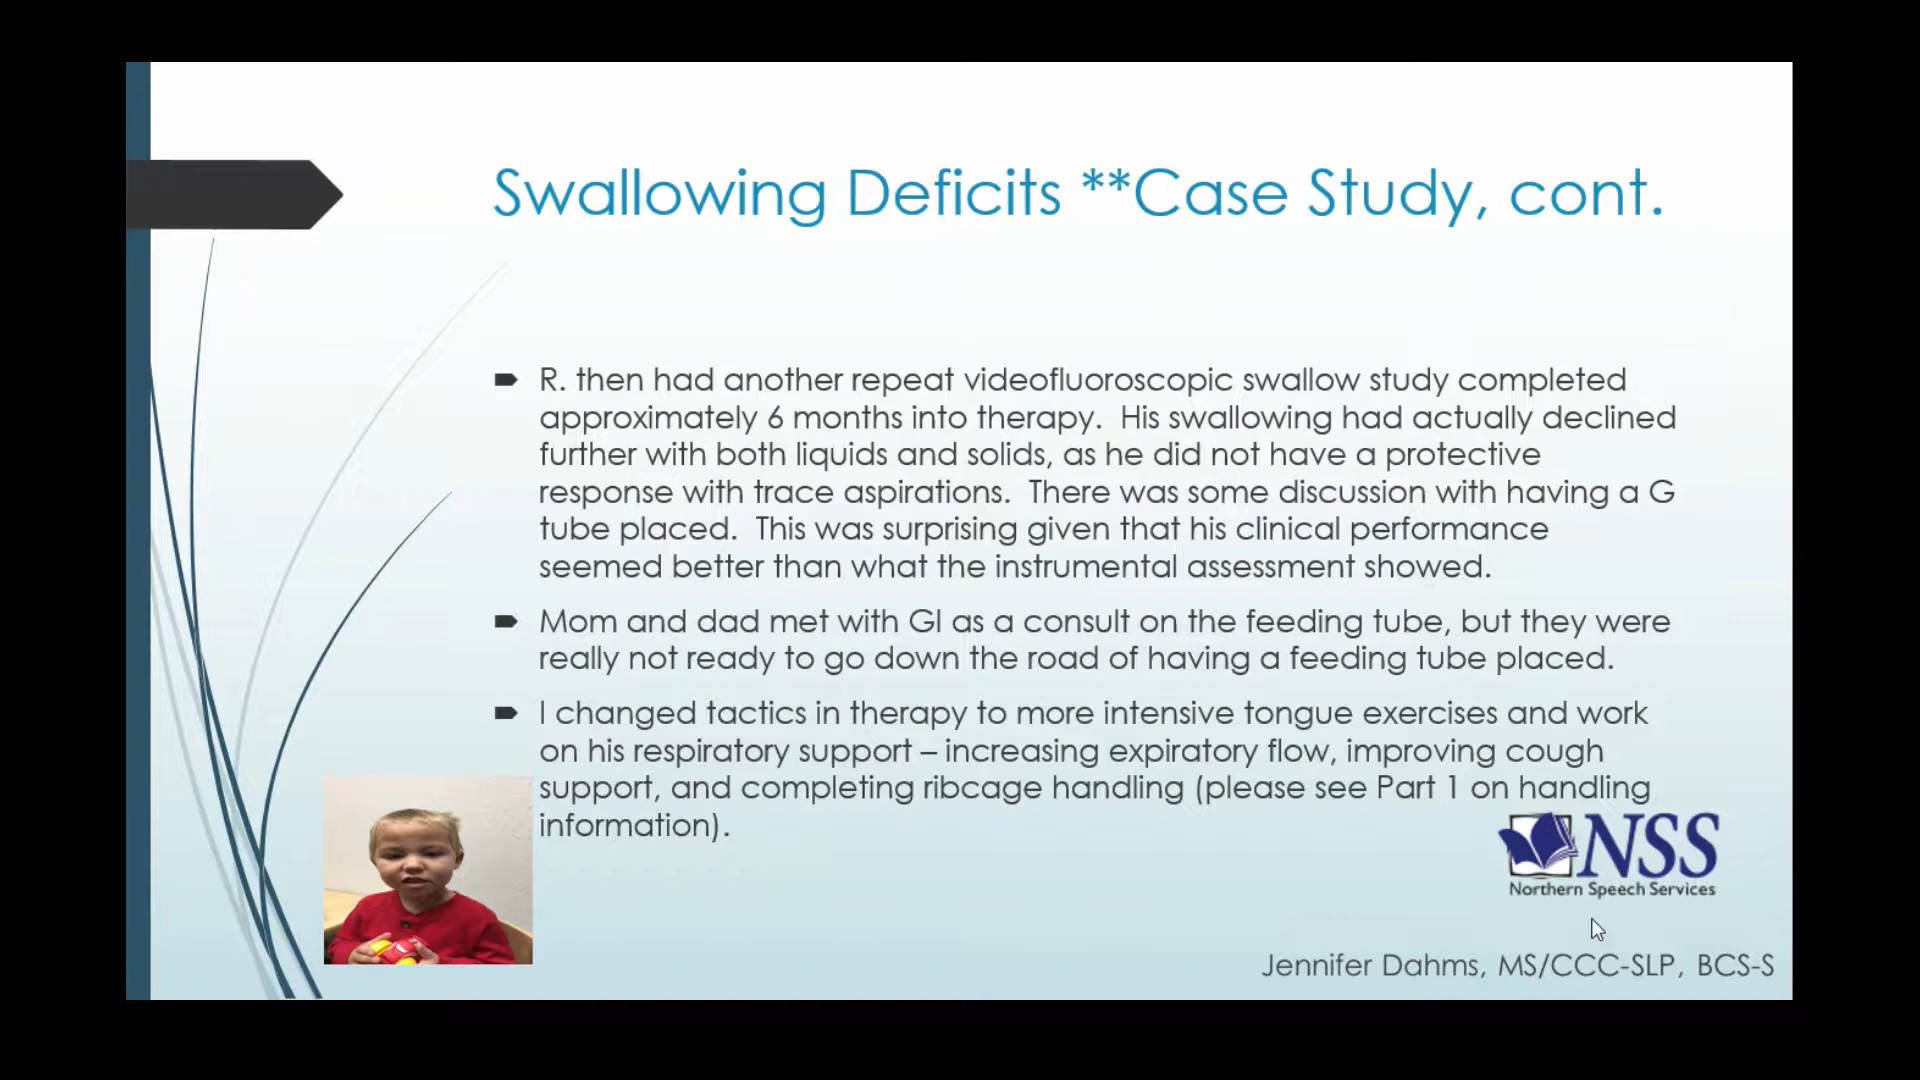 Swallowing Deficits **Case Study, cont.
R. then had another repeat videofluoroscopic swallow study completed
approximately 6 months into therapy.  His swallowing had actually declined
further with both liquids and solids, as he did not have a protective
response with trace aspirations.  There was some discussion with having a G
tube placed.  This was surprising given that his clinical performance
seemed better than what the instrumental assessment showed.
Mom and dad met with GI as a consult on the feeding tube, but they were
really not ready to go down the road of having a feeding tube placed.
I changed tactics in therapy to more intensive tongue exercises and work
on his respiratory support – increasing expiratory flow, improving cough
support, and completing ribcage handling (please see Part 1 on handling
information).
NSS
Northern Speech Services
Jennifer Dahms, MS/CCC-SLP, BCS-S